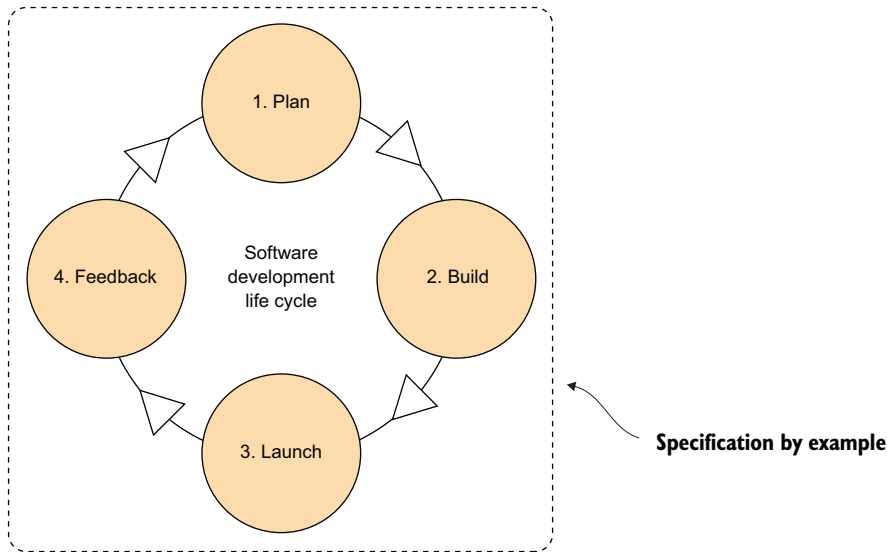 1. Plan
4. Feedback
Software
development
life cycle
2. Build
3. Launch
Specification by example